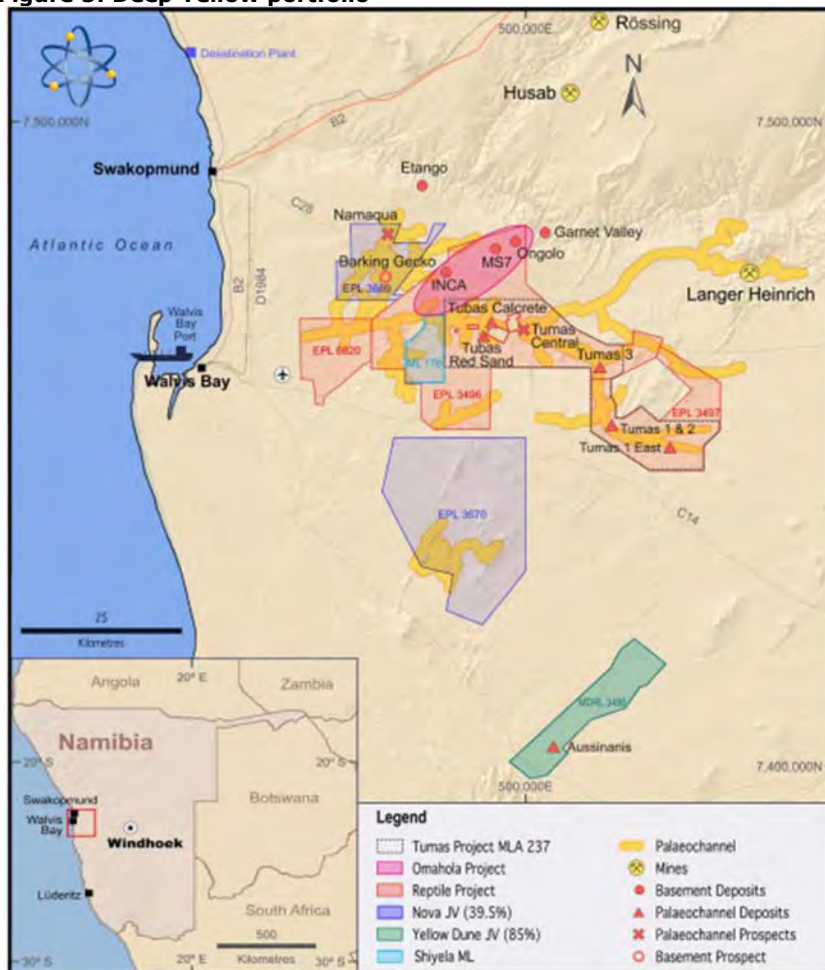 Figure 3: Deep Yellow portfolio
500,000E
Rössing
Desalination Plant
N
Husab
7,500,000N
7,500,000N
B2
Swakopmund
Etango
C28
Namaqua
Garnet Valley
Atlantic Ocean
Ongolo
MS7
Barking Gecko
INCA
EPL 3669
Langer Heinrich
B2
D1984
Walvis
Bay
Port
Tubas Calcrete
Tumas
Central
Tubas
Red Sand
EPL 6820
Tumas 3
Walvis Bay
EPL 3496
EPL 3497
Tumas 1 & 2
Tumas 1 East
EPL 3670
C14
25
Kilometres
Aussinanis
500,000E
7,400,000N
20° E
Angola
Zambia
Namibia
20° S
20° S
Swakopmund
Walvis
Bay
Windhoek
Botswana
Lüderitz
South Africa
500
Kilometres
30° S
20° E
30° S
Legend
Tumas Project MLA 237
Omahola Project
Reptile Project
Nova JV (39.5%)
Yellow Dune JV (85%)
Shiyela ML
Palaeochannel
Mines
Basement Deposits
Palaeochannel Deposits
Palaeochannel Prospects
Basement Prospect